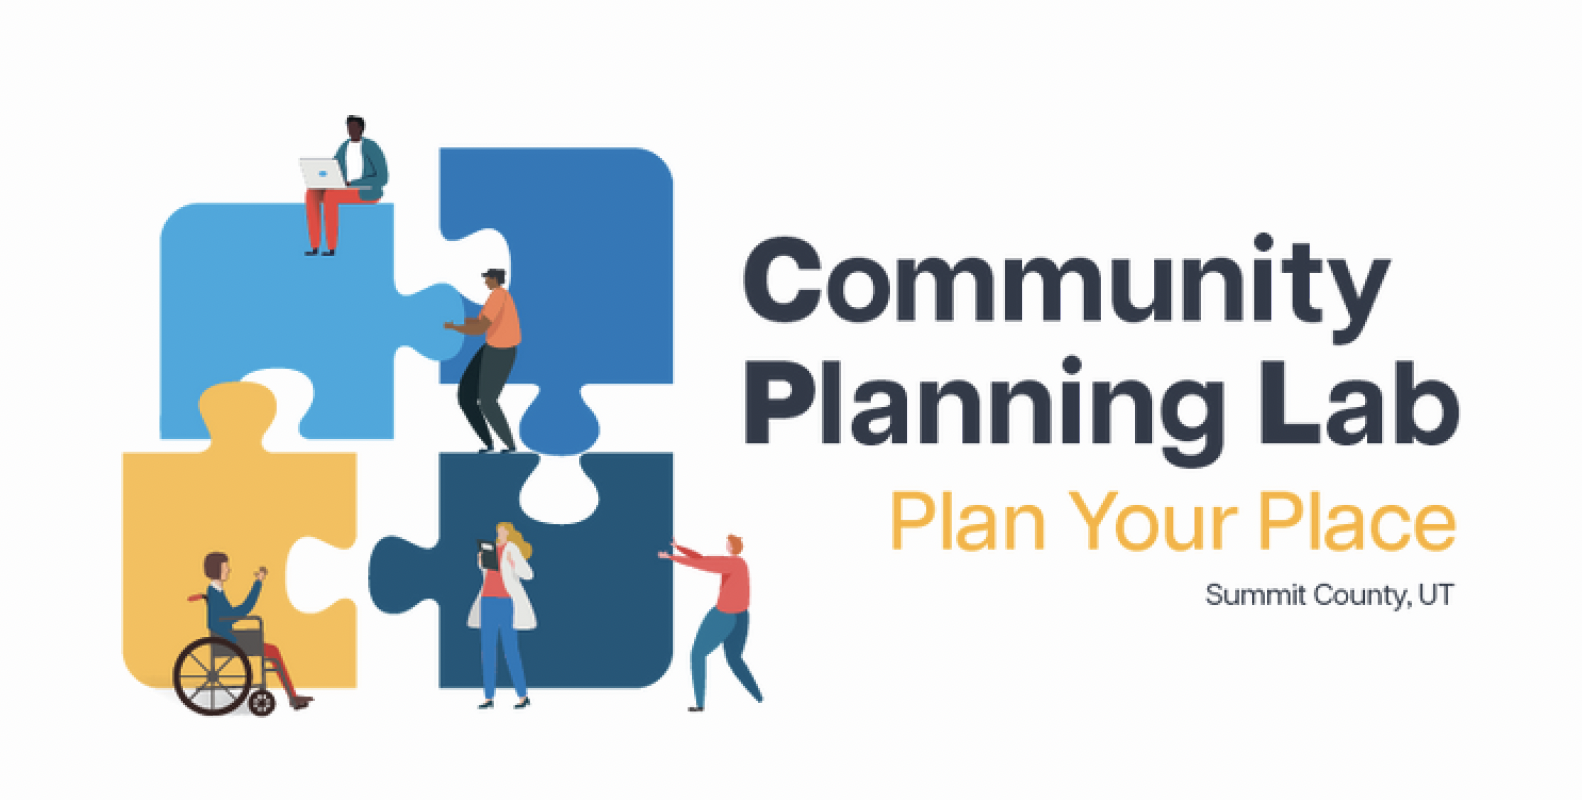 Community
Planning Lab
Plan Your Place
Summit County, UT